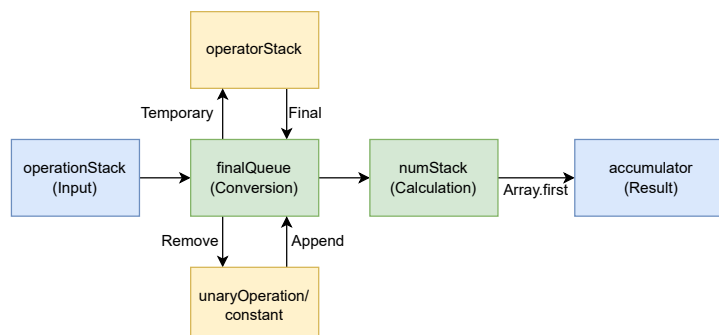 operatorStack
Temporary
Final
operationStack
(Input)
finalQueue
(Conversion)
numStack
(Calculation)
Array.first
accumulator
(Result)
Remove
Append
unaryOperation/
constant